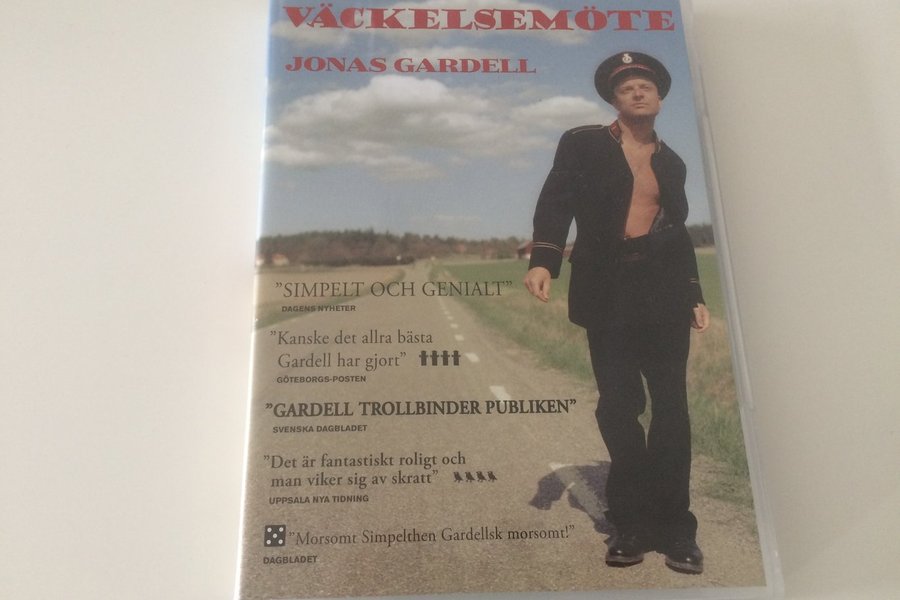 VÄCKELSEMÖTE
JONAS GARDELL
”SIMPELT OCH GENIALT”
DAGENS NYHETER
”Kanske det allra bästa
Gardell har gjort”
GÖTEBORGS-POSTEN
”GARDELL TROLLBINDER PUBLIKEN”
SVENSKA DAGBLADET
”Det är fantastiskt roligt och
man viker sig av skratt”
UPPSALA NYA TIDNING
”Morsomt Simpelthen Gardellsk morsomt!”
DAGBLADET